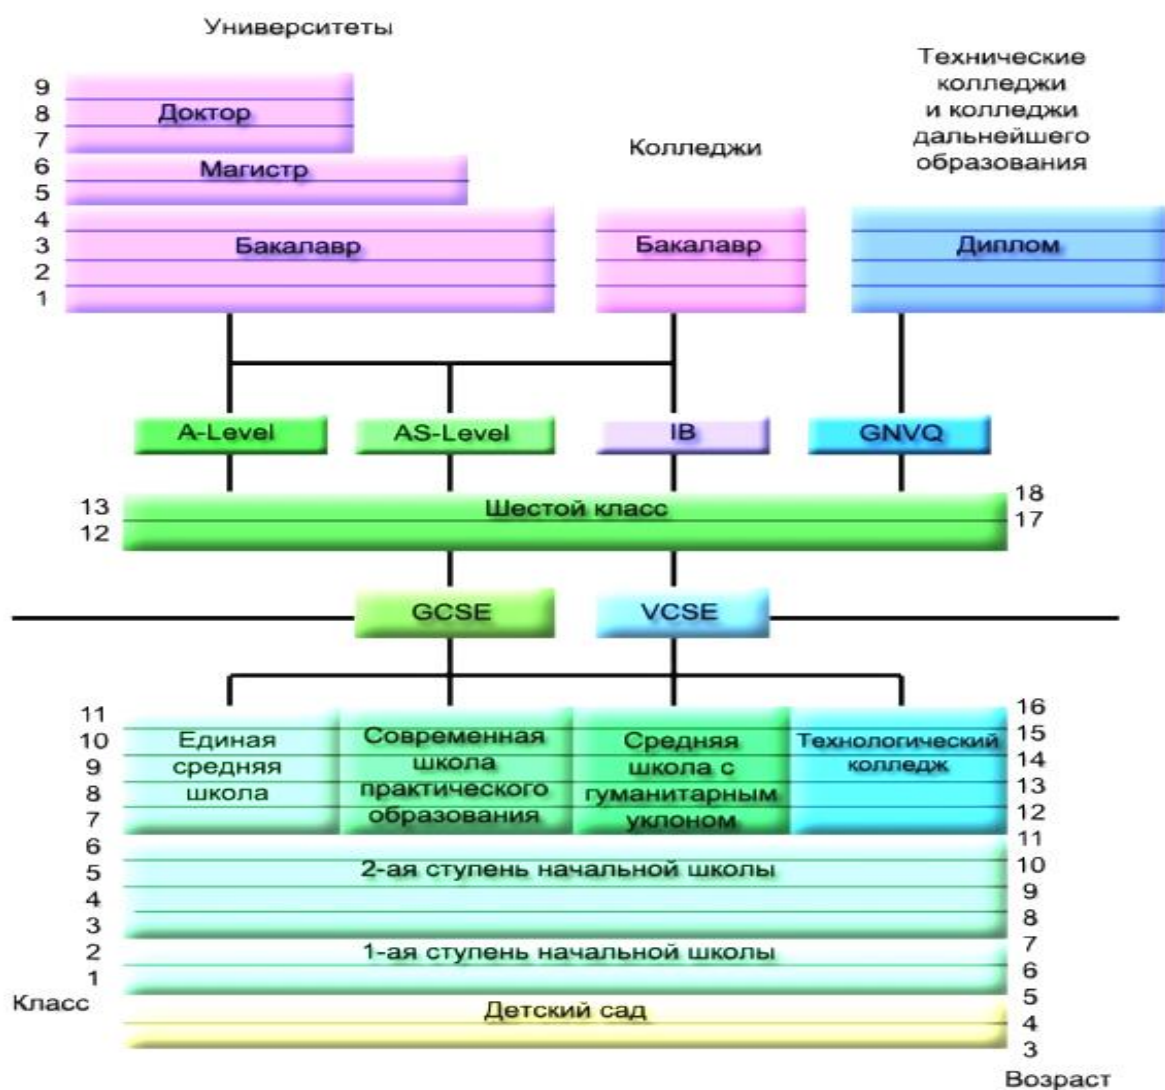 Университеты
Технические
колледжи
и колледжи
дальнейшего
образования
Колледжи
9
8
7
6
5
4
3
2
1
Доктор
Магистр
Бакалавр
Бакалавр
Диплом
A-Level
AS-Level
IB
GNVQ
13
12
Шестой класс
18
17
GCSE
VCSE
11
10
9
8
7
6
5
4
3
2
1
Класс
Единая
средняя
школа
Современная
школа
практического
образования
Средняя
школа с
гуманитарным
уклоном
Технологический
колледж
2-ая ступень начальной школы
1-ая ступень начальной школы
Детский сад
16
15
14
13
12
11
10
9
8
7
6
5
4
3
Возраст